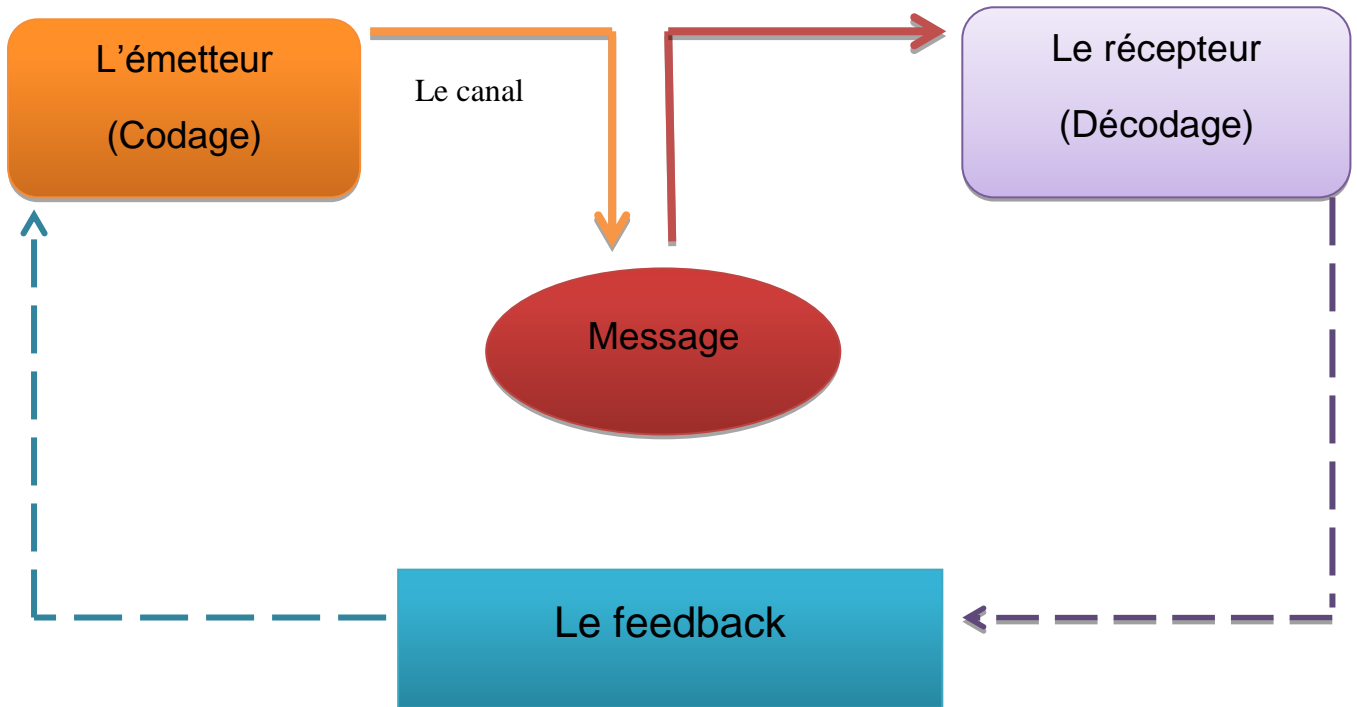 L’émetteur
(Codage)
Le canal
Le récepteur
(Décodage)
Message
Le feedback